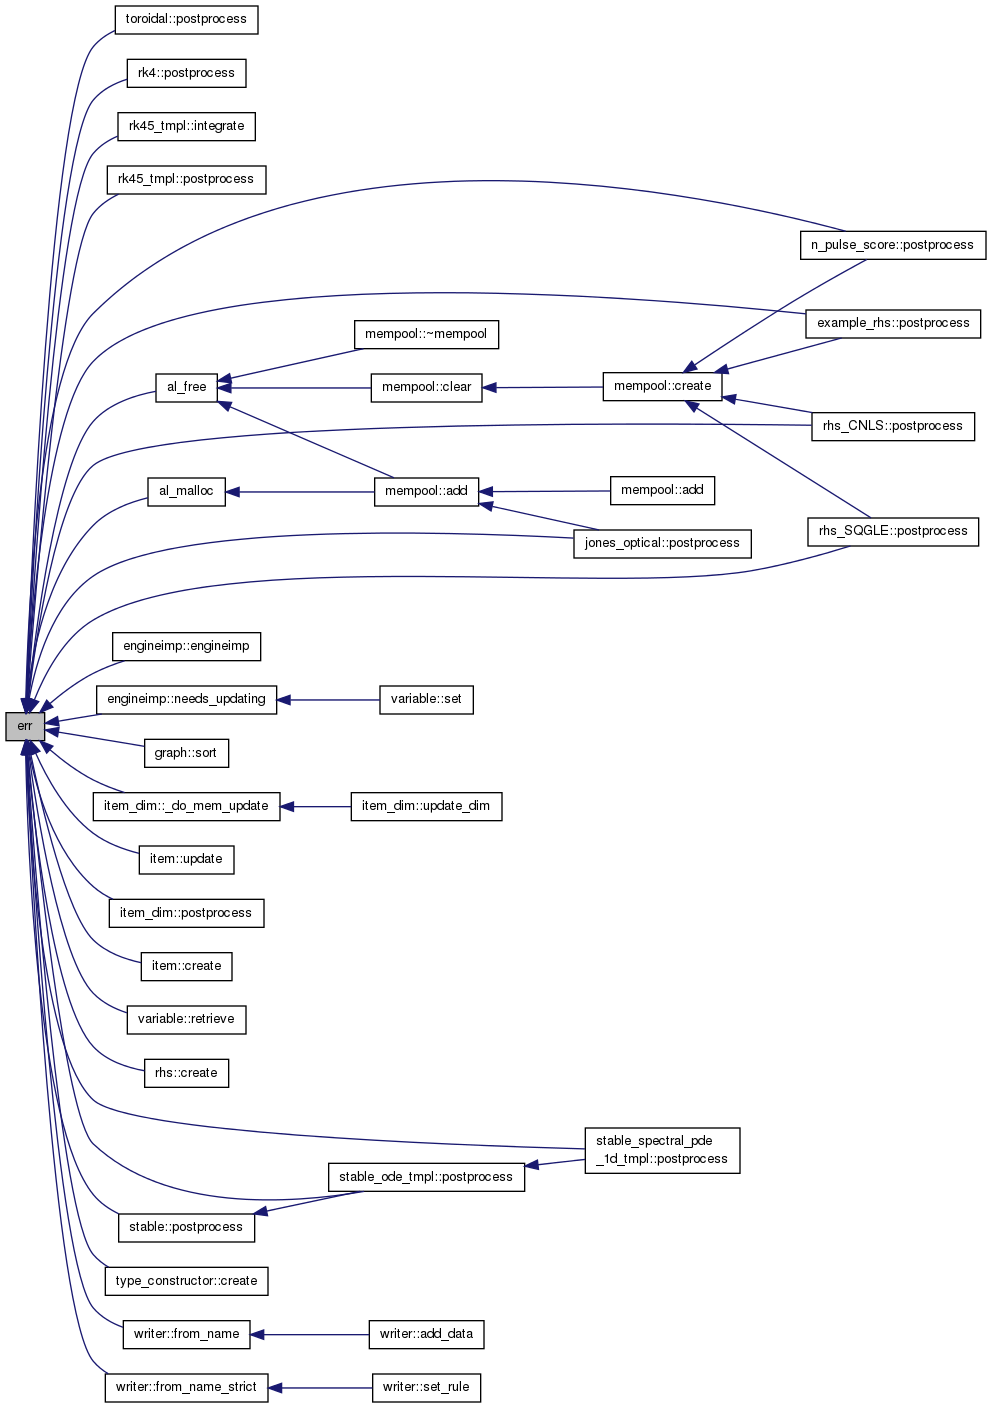 toroidal::postprocess
rk4::postprocess
rk45_tmpl::integrate
rk45_tmpl::postprocess
n_pulse_score::postprocess
example_rhs::postprocess
mempool::~mempool
al_free
mempool::clear
mempool::create
rhs_CNLS::postprocess
al_malloc
mempool::add
mempool::add
rhs_SQGLE::postprocess
jones_optical::postprocess
engineimp::engineimp
engineimp::needs_updating
variable::set
err
graph::sort
item_dim::_do_mem_update
item_dim::update_dim
item::update
item_dim::postprocess
item::create
variable::retrieve
rhs::create
stable_spectral_pde
_1d_tmpl::postprocess
stable_ode_tmpl::postprocess
stable::postprocess
type_constructor::create
writer::from_name
writer::add_data
writer::from_name_strict
writer::set_rule